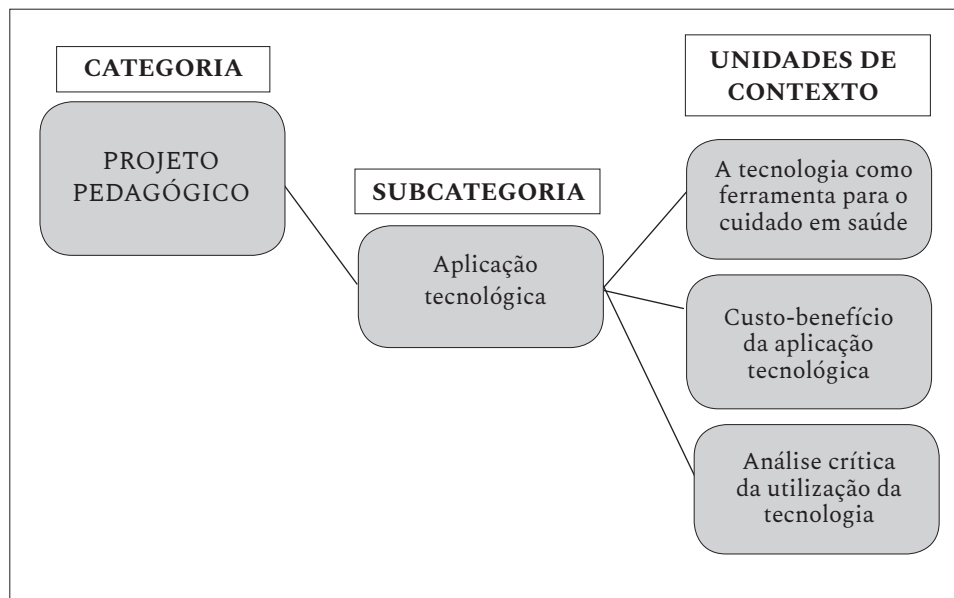 CATEGORIA
PROJETO
PEDAGÓGICO
SUBCATEGORIA
Aplicação
tecnológica
UNIDADES DE
CONTEXTO
A tecnologia como
ferramenta para o
cuidado em saúde
Custo-benefício
da aplicação
tecnológica
Análise crítica
da utilização da
tecnologia